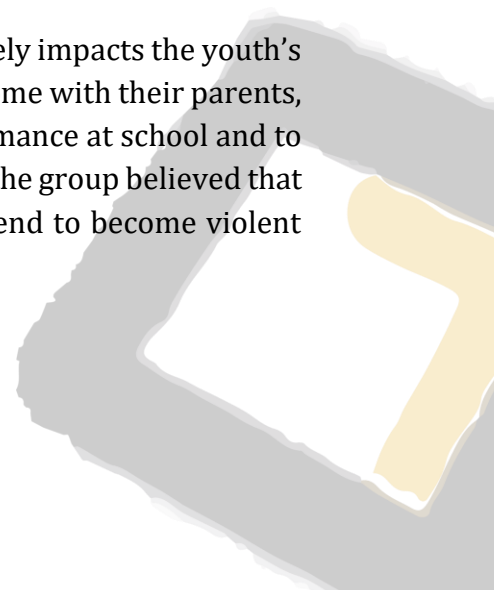 ely impacts the youth's
me with their parents,
mance at school and to
he group believed that
end to become violent